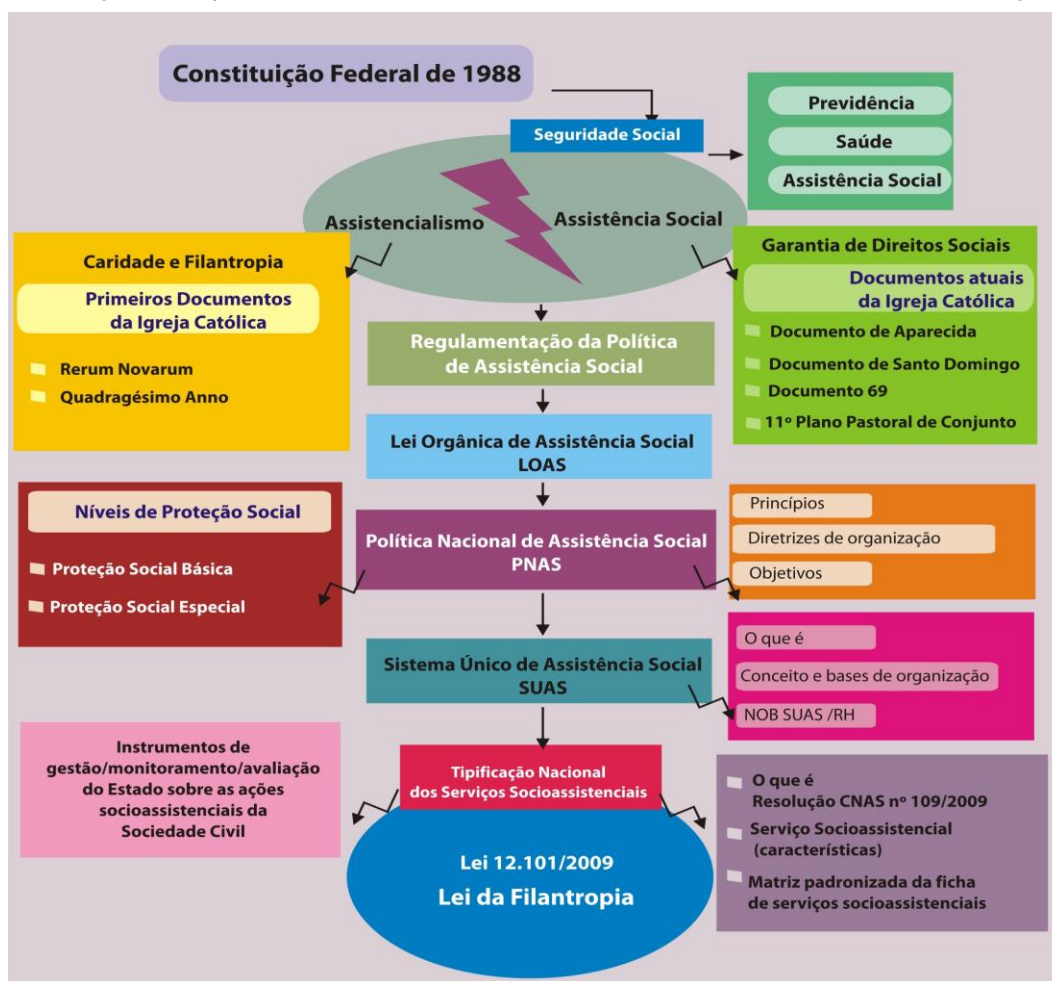 Constituição Federal de 1988
Seguridade Social
Previdência
Saúde
Assistência Social
Assistencialismo
Assistência Social
Caridade e Filantropia
Primeiros Documentos
da Igreja Católica
Rerum Novarum
Quadragésimo Anno
Garantia de Direitos Sociais
Documentos atuais
da Igreja Católica
Documento de Aparecida
Documento de Santo Domingo
Documento 69
11º Plano Pastoral de Conjunto
Regulamentação da Política
de Assistência Social
Lei Orgânica de Assistência Social
LOAS
Níveis de Proteção Social
Proteção Social Básica
Proteção Social Especial
Política Nacional de Assistência Social
PNAS
Princípios
Diretrizes de organização
Objetivos
Sistema Único de Assistência Social
SUAS
O que é
Conceito e bases de organização
NOB SUAS /RH
Instrumentos de
gestão/monitoramento/avaliação
do Estado sobre as ações
socioassistenciais da
Sociedade Civil
Tipificação Nacional
dos Serviços Socioassistenciais
Lei 12.101/2009
Lei da Filantropia
O que é
Resolução CNAS nº 109/2009
Serviço Socioassistencial
(características)
Matriz padronizada da ficha
de serviços socioassistenciais